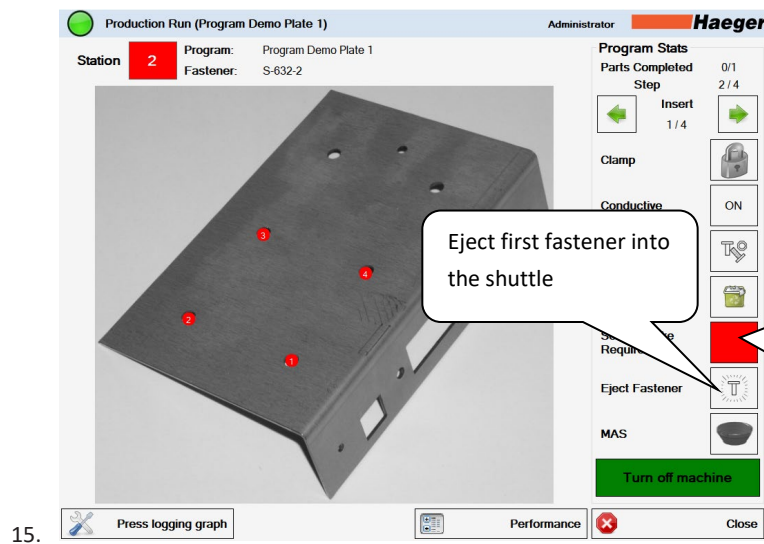 Production Run (Program Demo Plate 1)
Administrator
Haeger
Station
2
Program:
Program Demo Plate 1
Fastener:
S-632-2
Program Stats
Parts Completed
0/1
Step
2 / 4
Insert
1 / 4
Clamp
Conductive
ON
Eject first fastener into
the shuttle
3
4
2
1
Eject Fastener
T
MAS
Turn off machine
Press logging graph
Performance
Close
15.